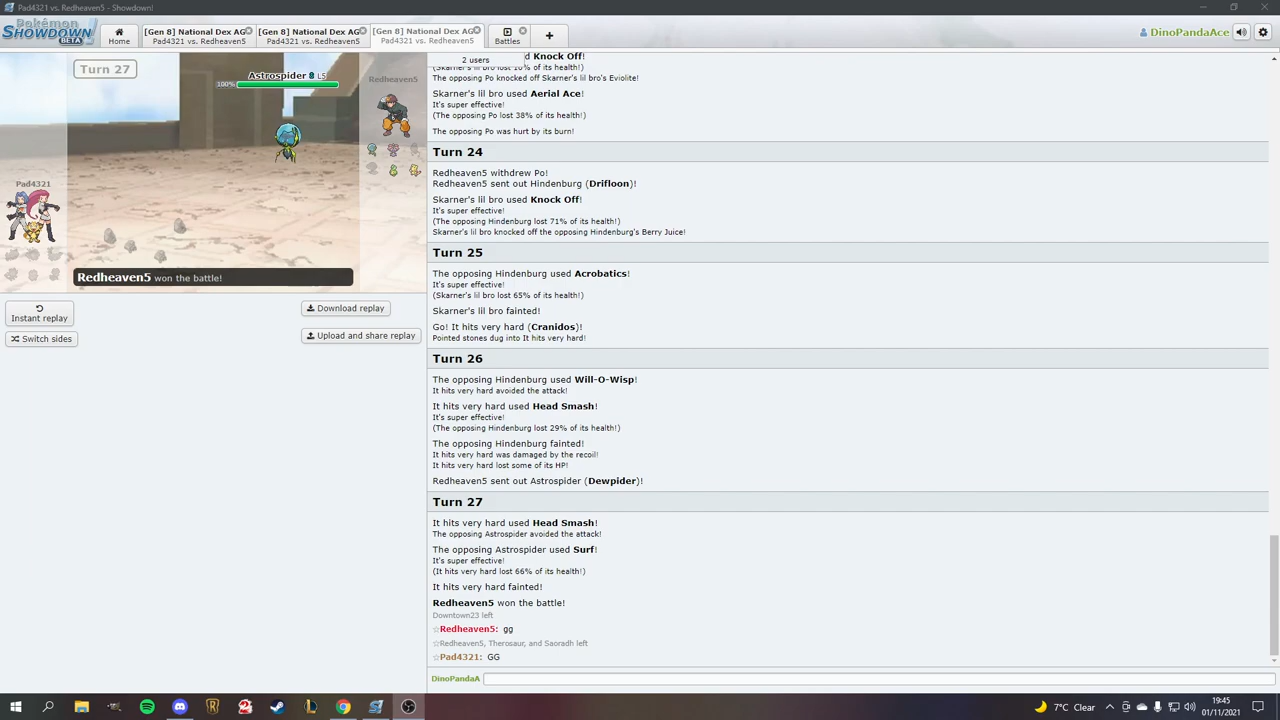 Pad4321 vs. Redheaven5 - Showdown!
Pokémon
SHOWDOWN
BETA
Home
[Gen 8] National Dex AG
Pad4321 vs. Redheaven5
[Gen 8] National Dex AG
Pad4321 vs. Redheaven5
[Gen 8] National Dex AG
Pad4321 vs. Redheaven5
Battles
DinoPandaAce
Turn 27
Astrospider L5
100%
Redheaven5
Pad4321
Redheaven5 won the battle!
Instant replay
Switch sides
Download replay
Upload and share replay
2 users
d Knock Off!
The opposing Po knocked off Skarner's lil bro's Eviolite!
Skarner's lil bro used Aerial Ace!
It's super effective!
(The opposing Po lost 38% of its health!)
The opposing Po was hurt by its burn!
Turn 24
Redheaven5 withdrew Po!
Redheaven5 sent out Hindenburg (Drifloon)!
Skarner's lil bro used Knock Off!
It's super effective!
(The opposing Hindenburg lost 71% of its health!)
Skarner's lil bro knocked off the opposing Hindenburg's Berry Juice!
Turn 25
The opposing Hindenburg used Acrobatics!
It's super effective!
(Skarner's lil bro lost 65% of its health!)
Skarner's lil bro fainted!
Go! It hits very hard (Cranidos)!
Pointed stones dug into It hits very hard!
Turn 26
The opposing Hindenburg used Will-O-Wisp!
It hits very hard avoided the attack!
It hits very hard used Head Smash!
It's super effective!
(The opposing Hindenburg lost 29% of its health!)
The opposing Hindenburg fainted!
It hits very hard was damaged by the recoil!
It hits very hard lost some of its HP!
Redheaven5 sent out Astrospider (Dewpider)!
Turn 27
It hits very hard used Head Smash!
The opposing Astrospider avoided the attack!
The opposing Astrospider used Surf!
It's super effective!
(It hits very hard lost 66% of its health!)
It hits very hard fainted!
Redheaven5 won the battle!
Downtown23 left
☆Redheaven5: gg
☆Redheaven5, Therosaur, and Saoradh left
☆Pad4321: GG
DinoPandaA
7°C Clear
19:45
01/11/2021